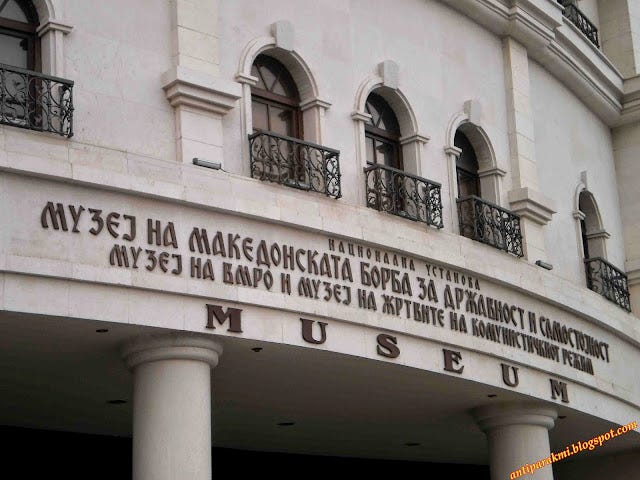 НАЦИОНАЛНА УСТАНОВА
МУЗЕЈ НА МАКЕДОНСКАТА БОРБА ЗА ДРЖАВНОСТ И САМОСТОЈНОСТ
МУЗЕЈ НА ВМРО И МУЗЕЈ НА ЖРТВИТЕ НА КОМУНИСТИЧКИОТ РЕЖИМ
MUSEUM
antiparakmi.blogspot.com